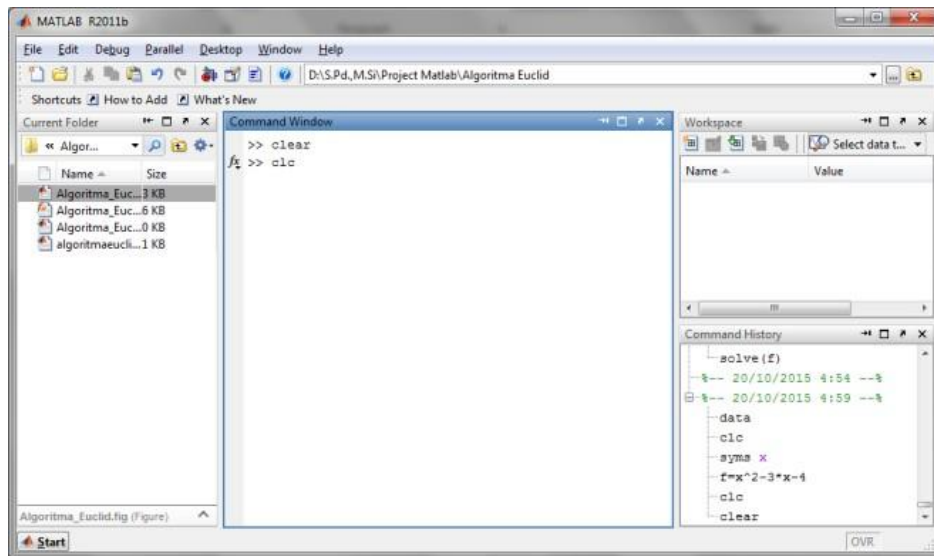 MATLAB R2011b
File Edit Debug Parallel Desktop Window Help
D:\S.Pd.,M.Si\Project Matlab\Algoritma Euclid
Shortcuts How to Add What's New
Current Folder
« Algor...
Name Size
Algoritma_Euc...3 KB
Algoritma_Euc...6 KB
Algoritma_Euc...0 KB
algoritmaeucli...1 KB
Algoritma_Euclid.fig (Figure)
Command Window
>> clear
fx >> clc
Workspace
Select data t...
Name Value
Command History
solve(f)
%-- 20/10/2015 4:54 --%
%-- 20/10/2015 4:59 --%
data
clc
syms x
f=x^2-3*x-4
clc
clear
Start
OVR